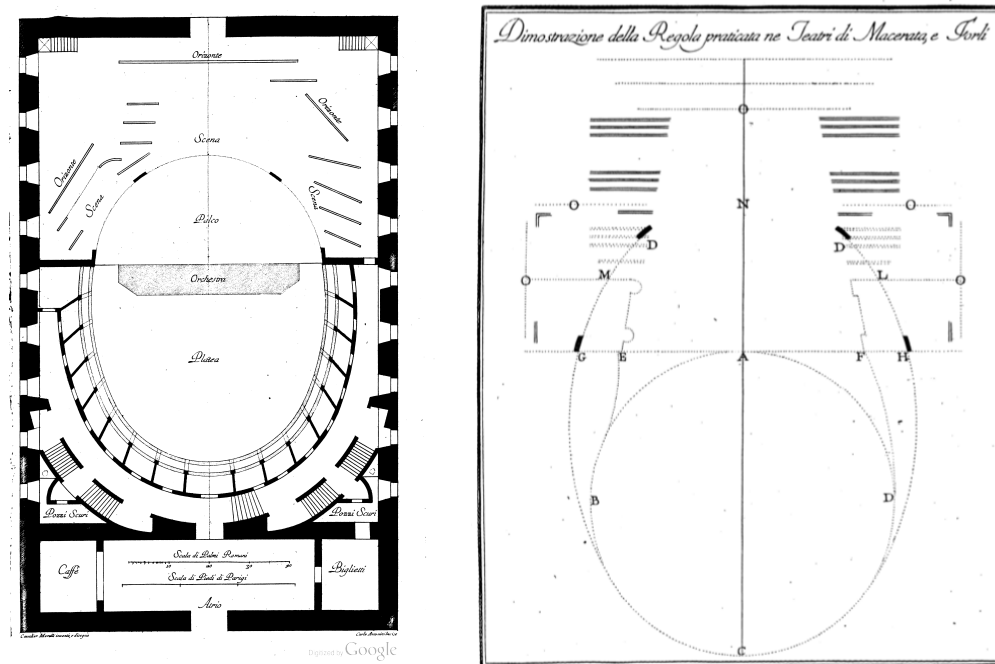 Orizonte
Orizonte
Scena
Orizonte
Scena
Scena
Palco
Orchestra
Platea
Pozzi Scuri
Pozzi Scuri
Scala di Palmi Romani
Scala di Piedi di Parigi
Caffè
Biglietti
Atrio
Digitized by Google
Dimostrazione della Regola praticata ne Teatri di Macerata, e Forlì
O
N
O
O
D
D
M
L
O
O
G
E
A
F
H
B
D
C